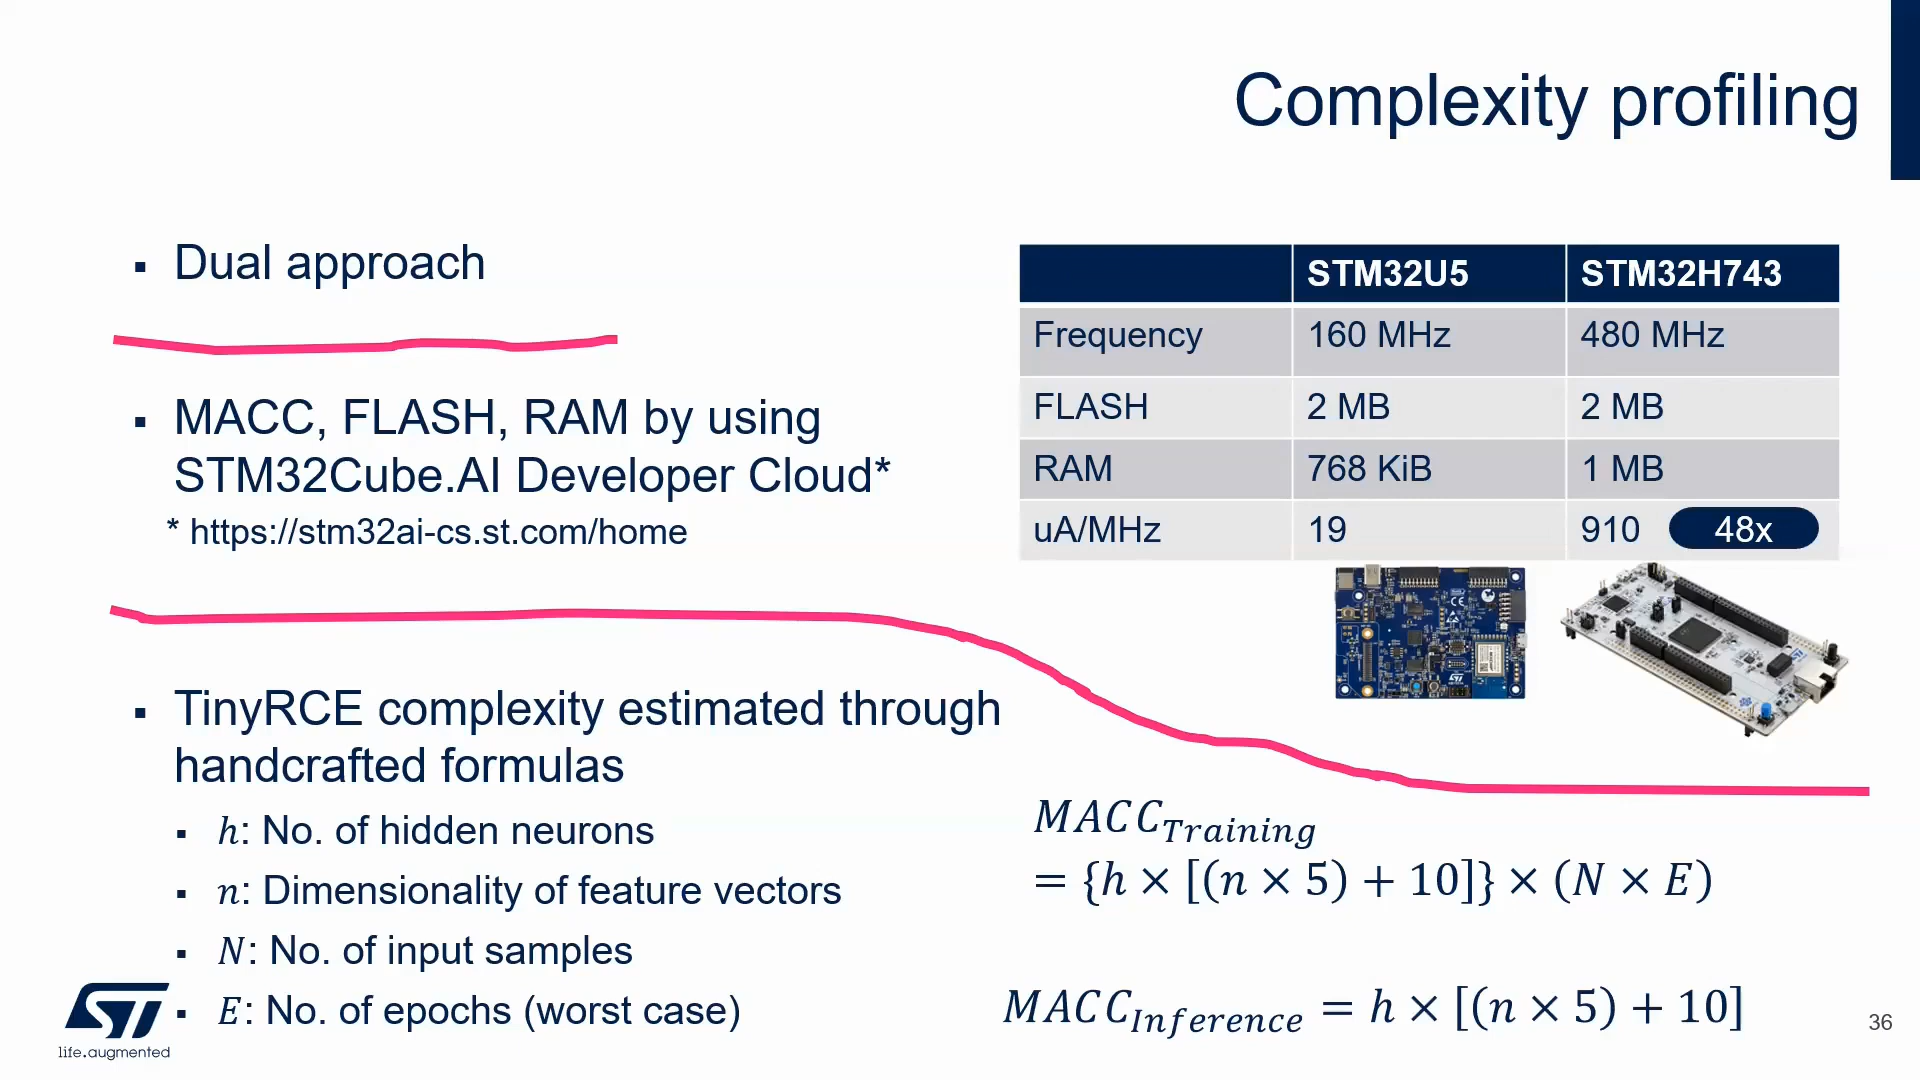 Complexity profiling
Dual approach
MACC, FLASH, RAM by using
STM32Cube.AI Developer Cloud*
* https://stm32ai-cs.st.com/home
STM32U5 STM32H743
Frequency 160 MHz 480 MHz
FLASH 2 MB 2 MB
RAM 768 KiB 1 MB
uA/MHz 19 910 48x
TinyRCE complexity estimated through
handcrafted formulas
h: No. of hidden neurons
n: Dimensionality of feature vectors
N: No. of input samples
E: No. of epochs (worst case)
MACC_Training
= {h × [(n × 5) + 10]} × (N × E)
MACC_Inference = h × [(n × 5) + 10]
ST
life.augmented
36